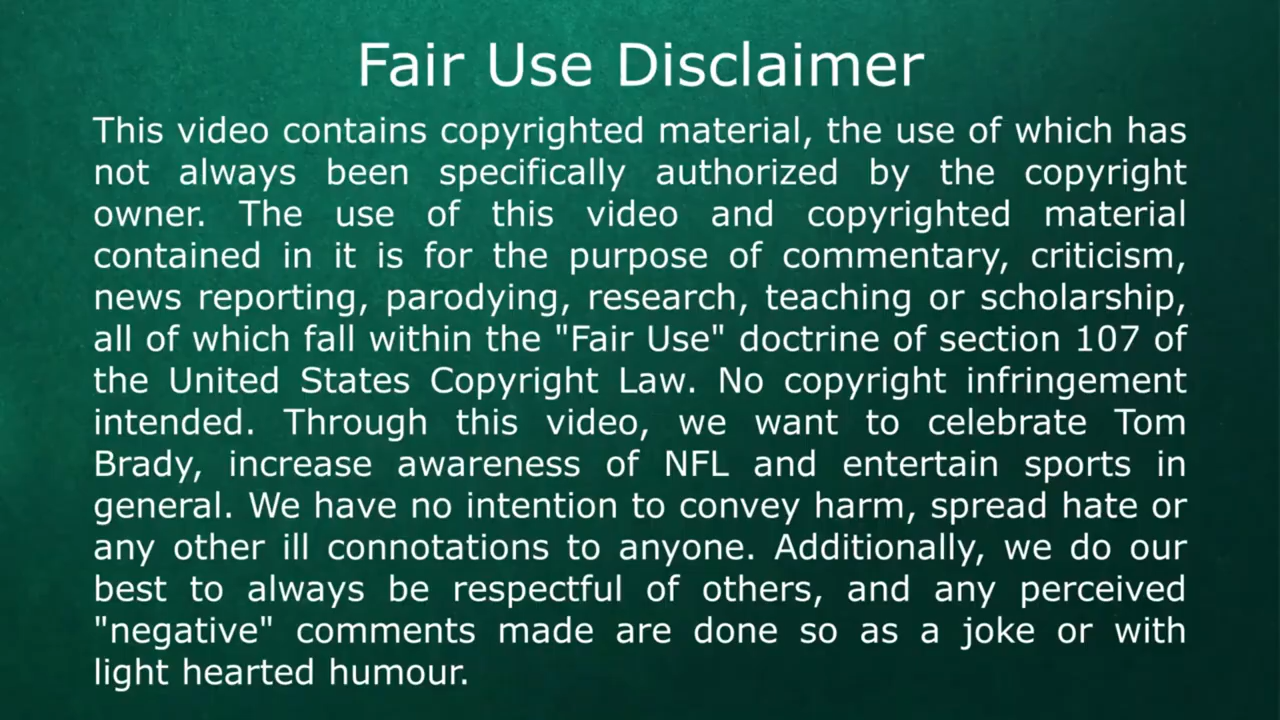 Fair Use Disclaimer
This video contains copyrighted material, the use of which has
not always been specifically authorized by the copyright
owner. The use of this video and copyrighted material
contained in it is for the purpose of commentary, criticism,
news reporting, parodying, research, teaching or scholarship,
all of which fall within the "Fair Use" doctrine of section 107 of
the United States Copyright Law. No copyright infringement
intended. Through this video, we want to celebrate Tom
Brady, increase awareness of NFL and entertain sports in
general. We have no intention to convey harm, spread hate or
any other ill connotations to anyone. Additionally, we do our
best to always be respectful of others, and any perceived
"negative" comments made are done so as a joke or with
light hearted humour.